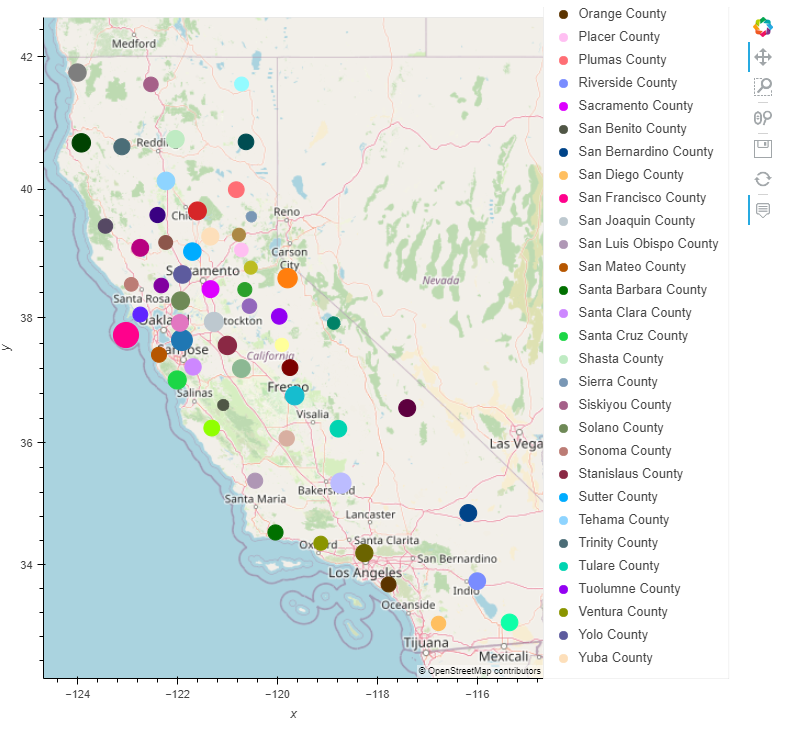 Medford
42
Reddi
40
Chi
Reno
Carson
City
Nevada
Sacramento
Santa Rosa
38
Oakland
tockton
San Jose
California
Salinas
Fresno
Visalia
36
Las Vega
Bakersfield
Santa Maria
Lancaster
Oxnard
Santa Clarita
34
Los Angeles
San Bernardino
Indio
Oceanside
Tijuana
Mexicali
© OpenStreetMap contributors
−124
−122
−120
−118
−116
x
y
Orange County
Placer County
Plumas County
Riverside County
Sacramento County
San Benito County
San Bernardino County
San Diego County
San Francisco County
San Joaquin County
San Luis Obispo County
San Mateo County
Santa Barbara County
Santa Clara County
Santa Cruz County
Shasta County
Sierra County
Siskiyou County
Solano County
Sonoma County
Stanislaus County
Sutter County
Tehama County
Trinity County
Tulare County
Tuolumne County
Ventura County
Yolo County
Yuba County